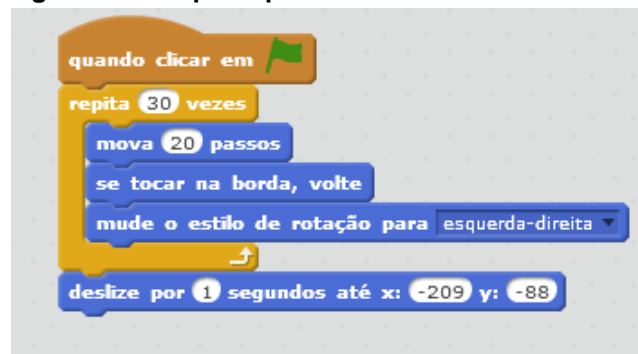 quando clicar em
repita 30 vezes
mova 20 passos
se tocar na borda, volte
mude o estilo de rotação para esquerda-direita
deslize por 1 segundos até x: -209 y: -88